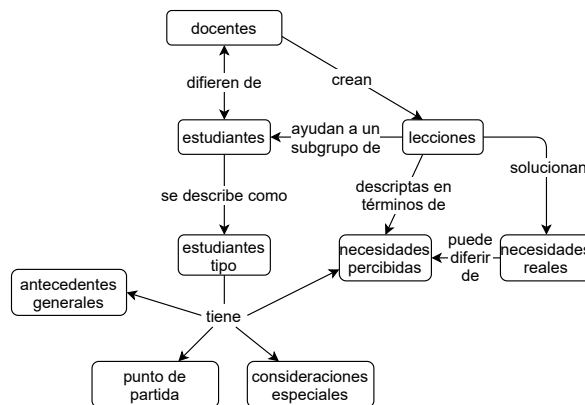 docentes
difieren de
crean
estudiantes
ayudan a un
subgrupo de
lecciones
se describe como
descriptas en
términos de
solucionan
estudiantes
tipo
necesidades
percibidas
puede
diferir
de
necesidades
reales
antecedentes
generales
tiene
punto de
partida
consideraciones
especiales